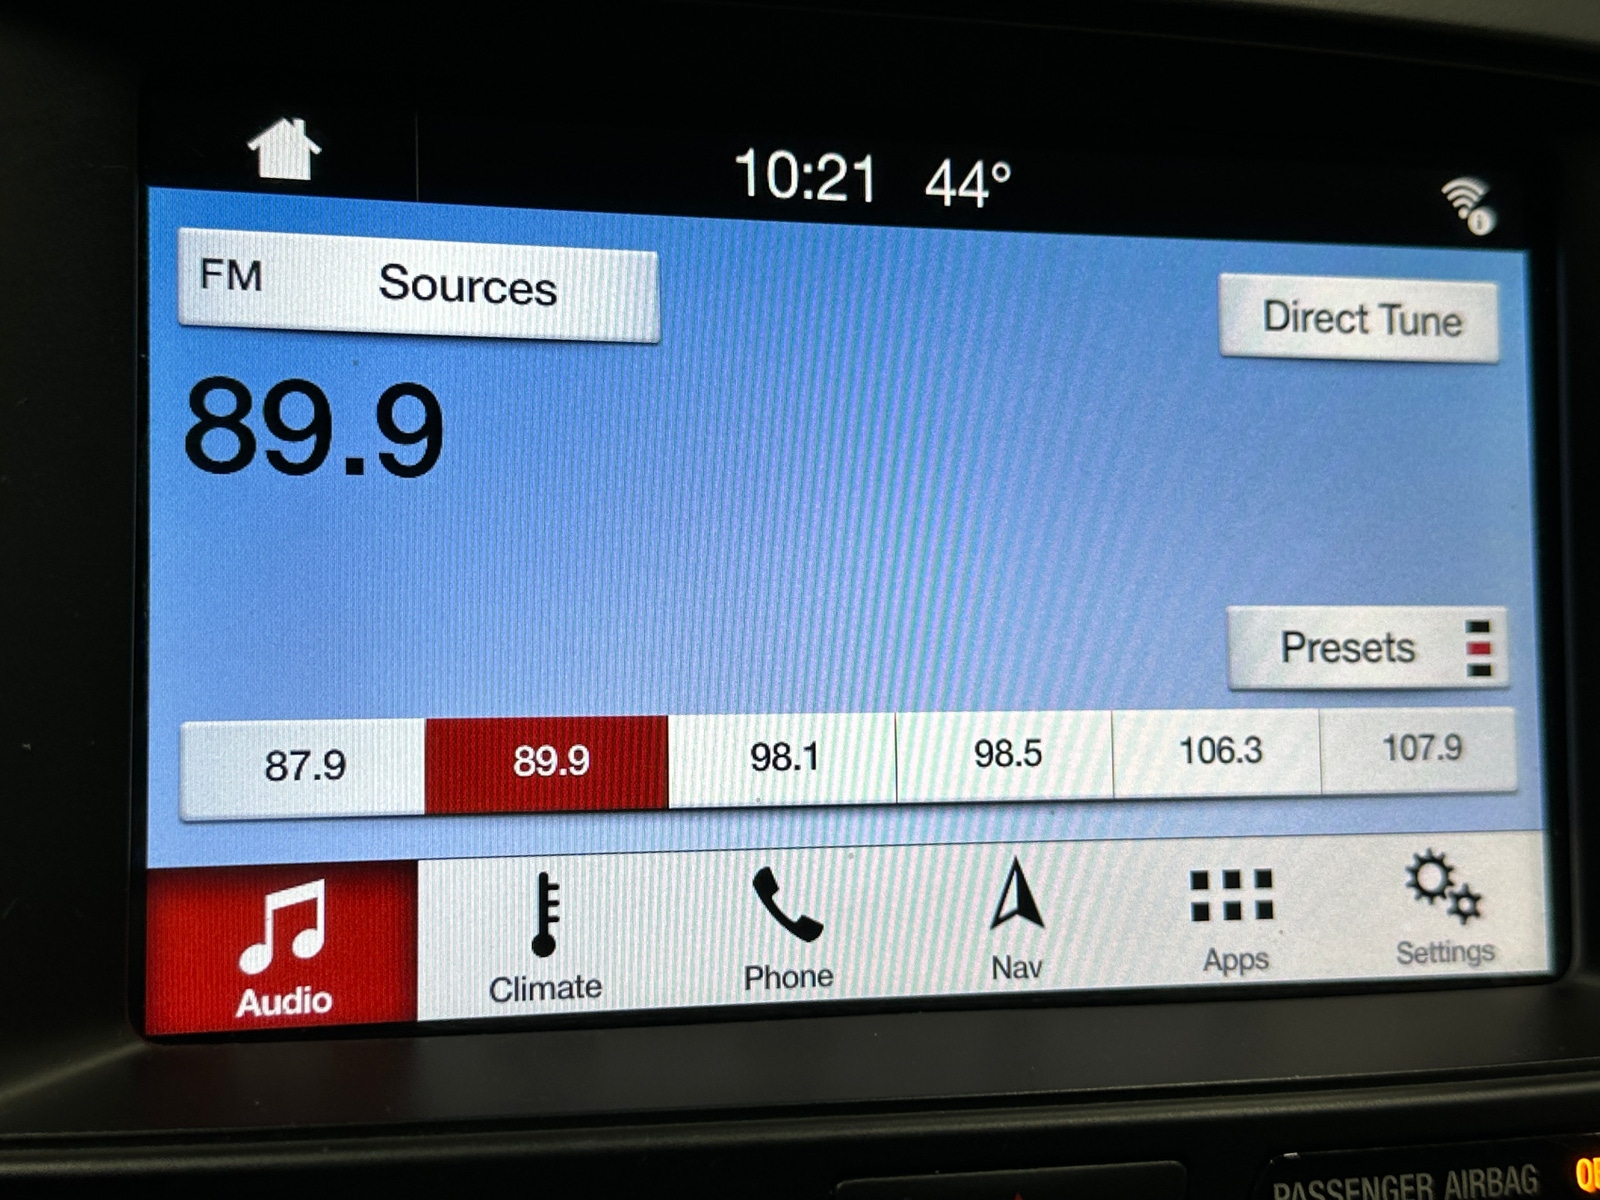 10:21 44°
FM Sources
Direct Tune
89.9
Presets
87.9 89.9 98.1 98.5 106.3 107.9
Audio Climate Phone Nav Apps Settings
PASSENGER AIRBAG